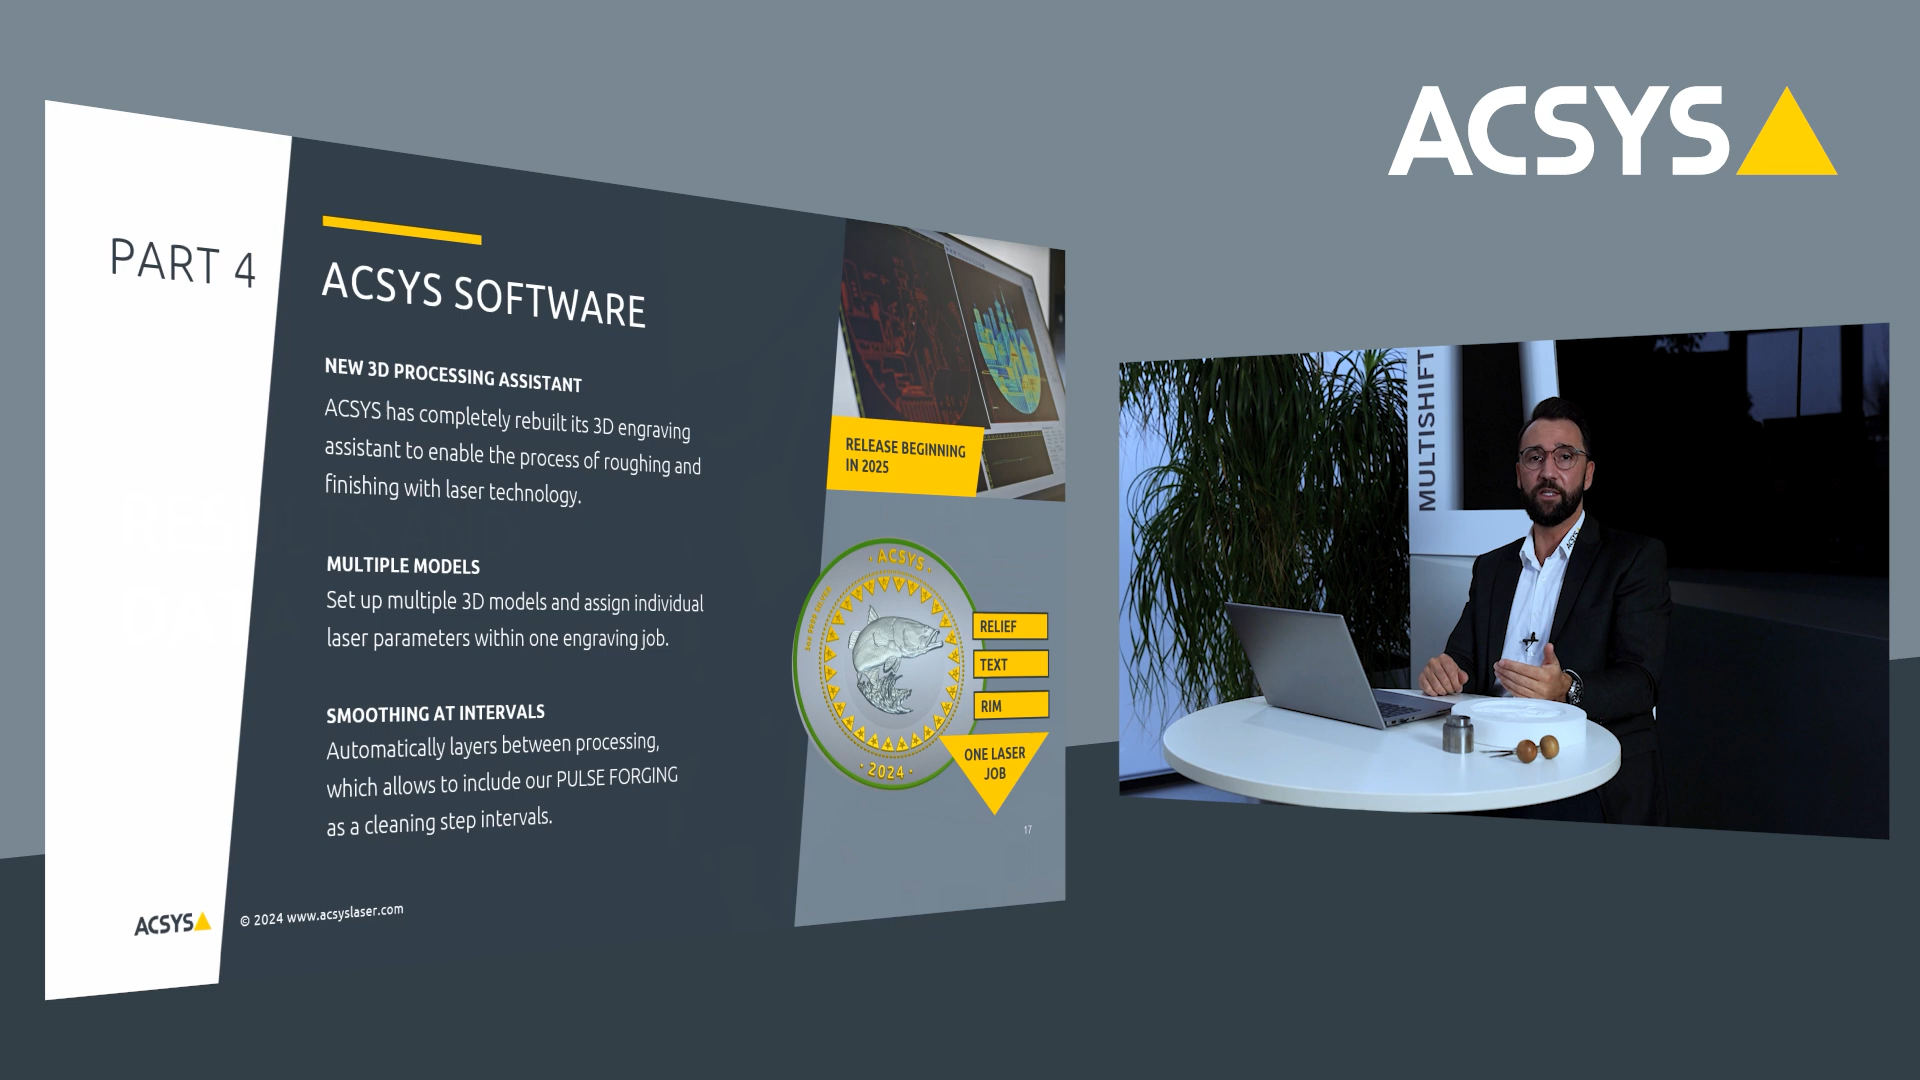 ACSYS
PART 4
ACSYS SOFTWARE
NEW 3D PROCESSING ASSISTANT
ACSYS has completely rebuilt its 3D engraving
assistant to enable the process of roughing and
finishing with laser technology.
MULTIPLE MODELS
Set up multiple 3D models and assign individual
laser parameters within one engraving job.
SMOOTHING AT INTERVALS
Automatically layers between processing,
which allows to include our PULSE FORGING
as a cleaning step intervals.
RELEASE BEGINNING
IN 2025
· ACSYS ·
· 2024 ·
RELIEF
TEXT
RIM
ONE LASER
JOB
17
ACSYS
© 2024 www.acsyslaser.com
MULTISHIFT
ACSYS